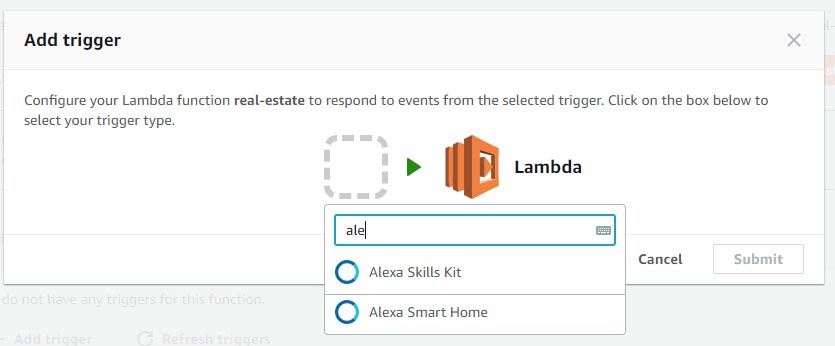 Add trigger
Configure your Lambda function real-estate to respond to events from the selected trigger. Click on the box below to
select your trigger type.
Lambda
ale
Alexa Skills Kit
Alexa Smart Home
Cancel
Submit
do not have any triggers for this function.
Add trigger
Refresh triggers